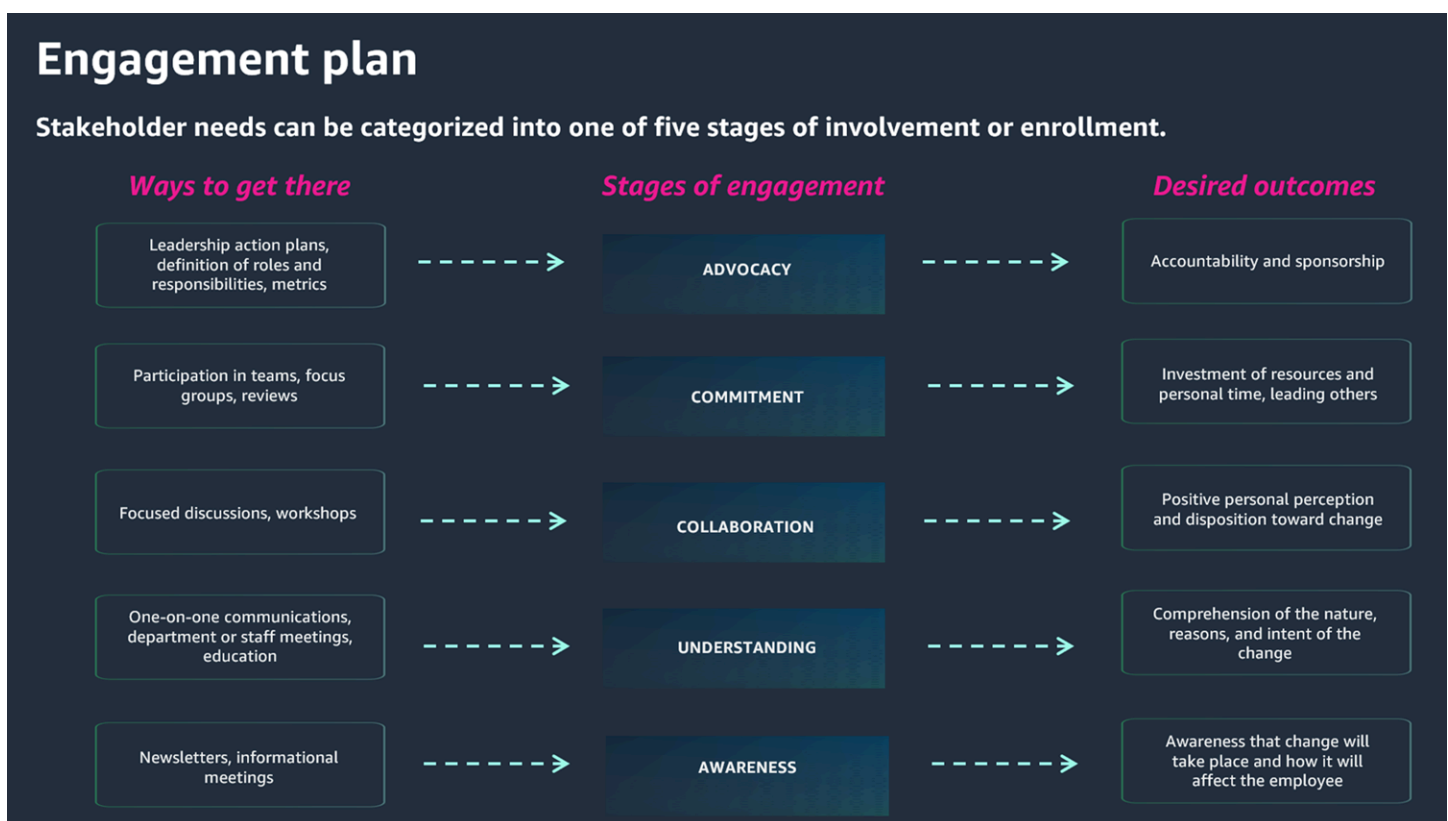 Engagement plan
Stakeholder needs can be categorized into one of five stages of involvement or enrollment.
Ways to get there
Stages of engagement
Desired outcomes
Leadership action plans,
definition of roles and
responsibilities, metrics
ADVOCACY
Accountability and sponsorship
Participation in teams, focus
groups, reviews
COMMITMENT
Investment of resources and
personal time, leading others
Focused discussions, workshops
COLLABORATION
Positive personal perception
and disposition toward change
One-on-one communications,
department or staff meetings,
education
UNDERSTANDING
Comprehension of the nature,
reasons, and intent of the
change
Newsletters, informational
meetings
AWARENESS
Awareness that change will
take place and how it will
affect the employee